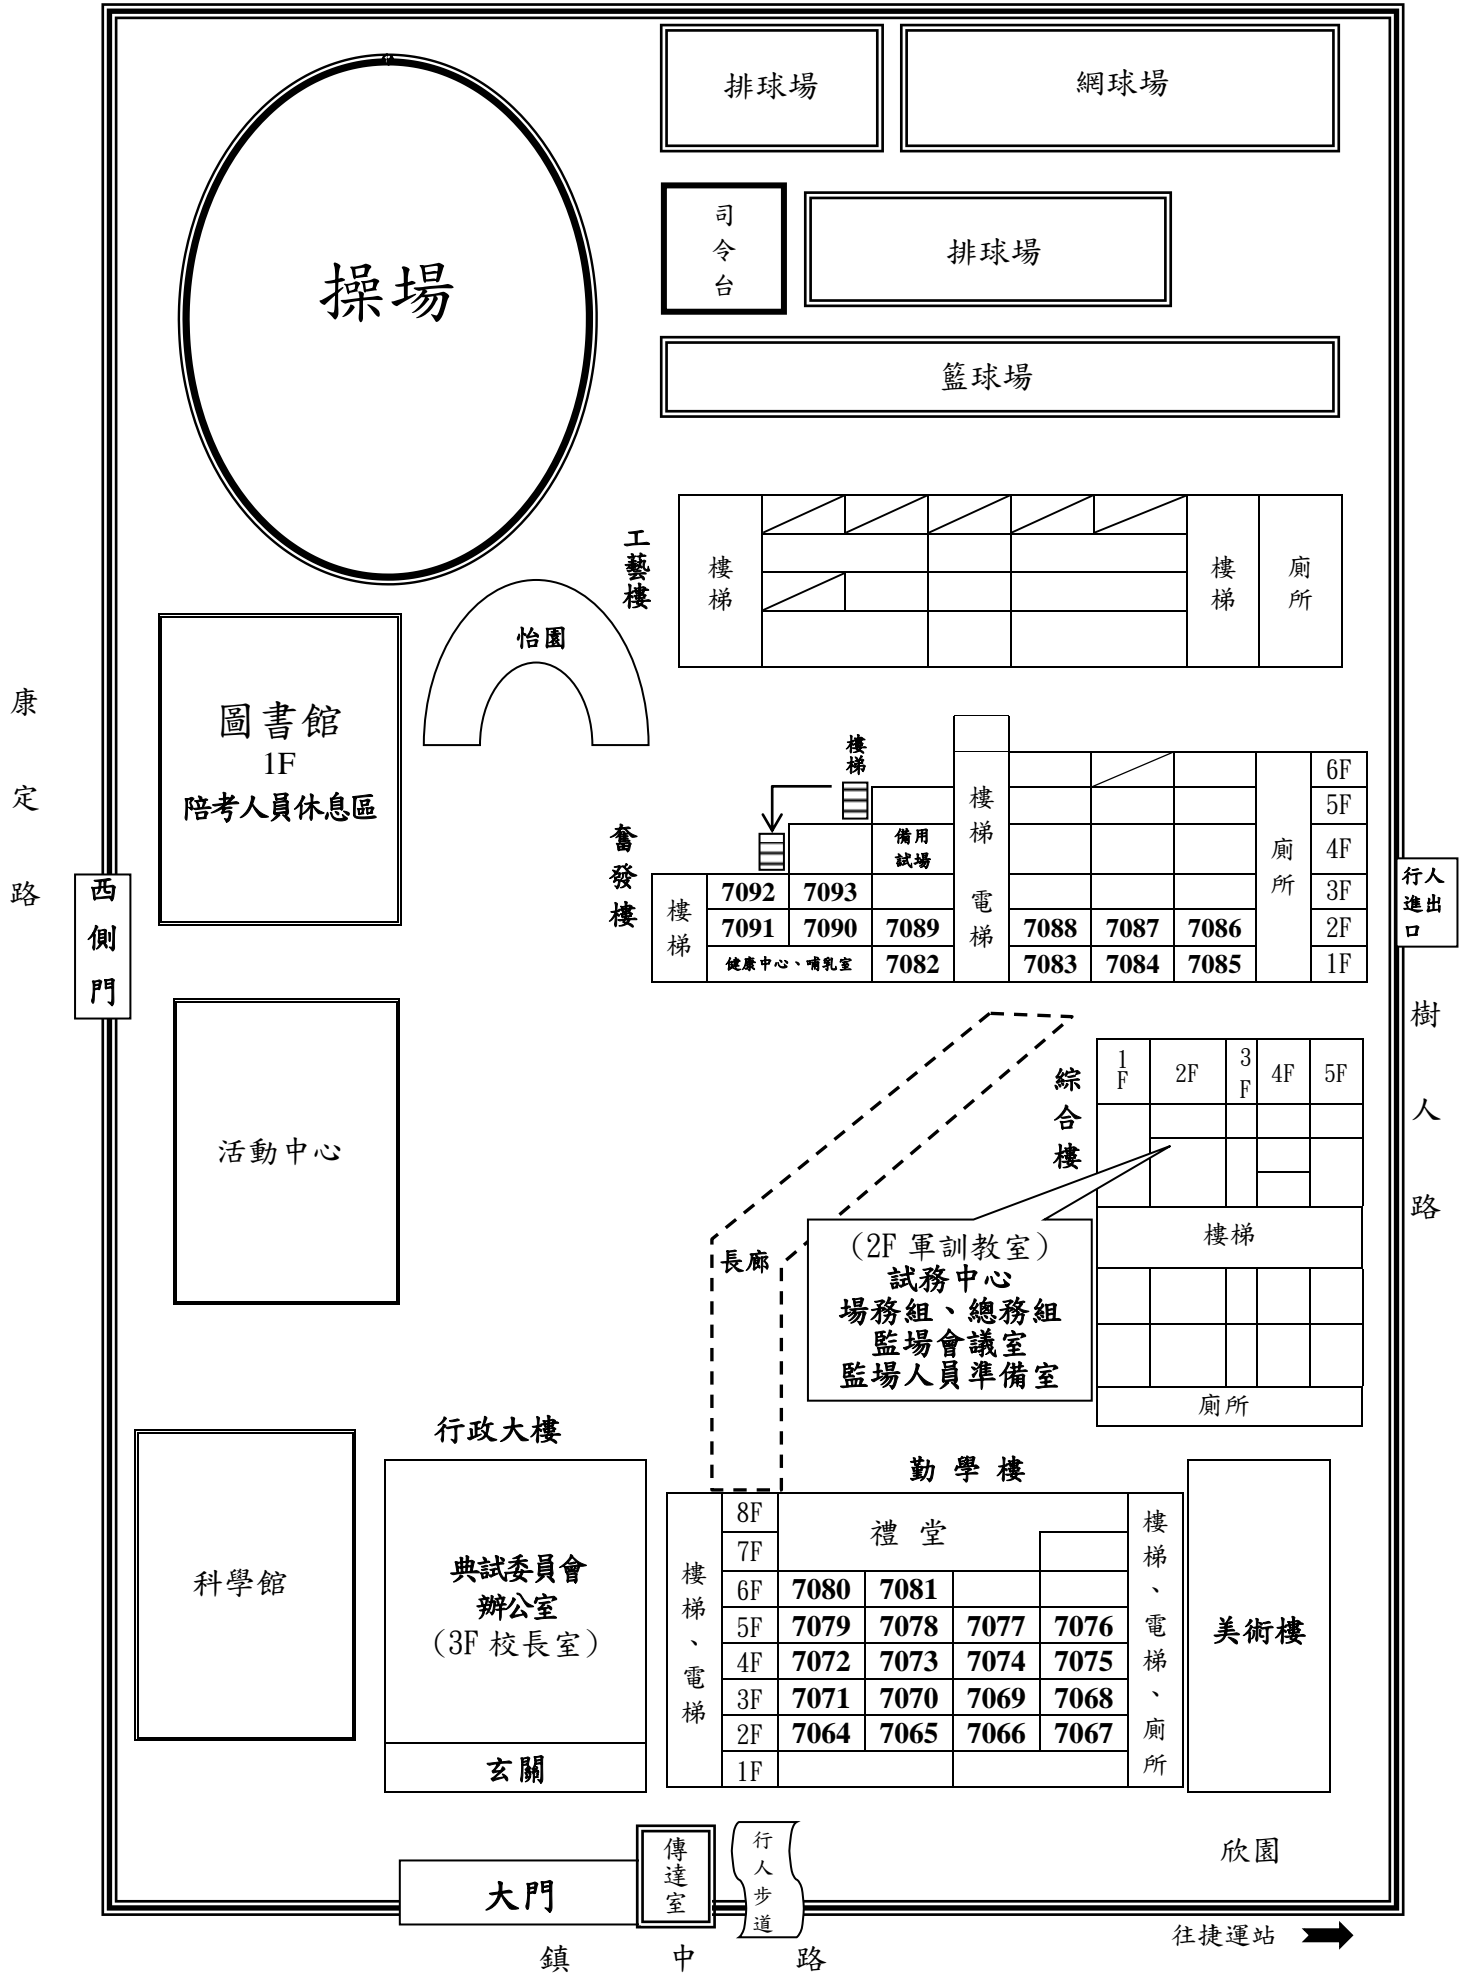 排球場
網球場
司令台
排球場
操場
籃球場
工藝樓
樓梯
樓梯
廁所
怡園
圖書館
1F
陪考人員休息區
康定路
西側門
奮發樓
樓梯
備用
試場
樓梯 電梯
廁所
6F
5F
4F
3F
2F
1F
樓梯
7092 7093
7091 7090 7089 7088 7087 7086
健康中心、哺乳室 7082 7083 7084 7085
行人
進出
口
樹人路
綜合樓
1F 2F 3F 4F 5F
樓梯
廁所
活動中心
長廊
(2F 軍訓教室)
試務中心
場務組、總務組
監場會議室
監場人員準備室
行政大樓
典試委員會
辦公室
(3F 校長室)
玄關
科學館
勤學樓
樓梯、電梯
8F 禮堂
7F
6F 7080 7081
5F 7079 7078 7077 7076
4F 7072 7073 7074 7075
3F 7071 7070 7069 7068
2F 7064 7065 7066 7067
1F
樓梯、電梯、廁所
美術樓
欣園
大門
傳達室
行人步道
鎮中路
往捷運站